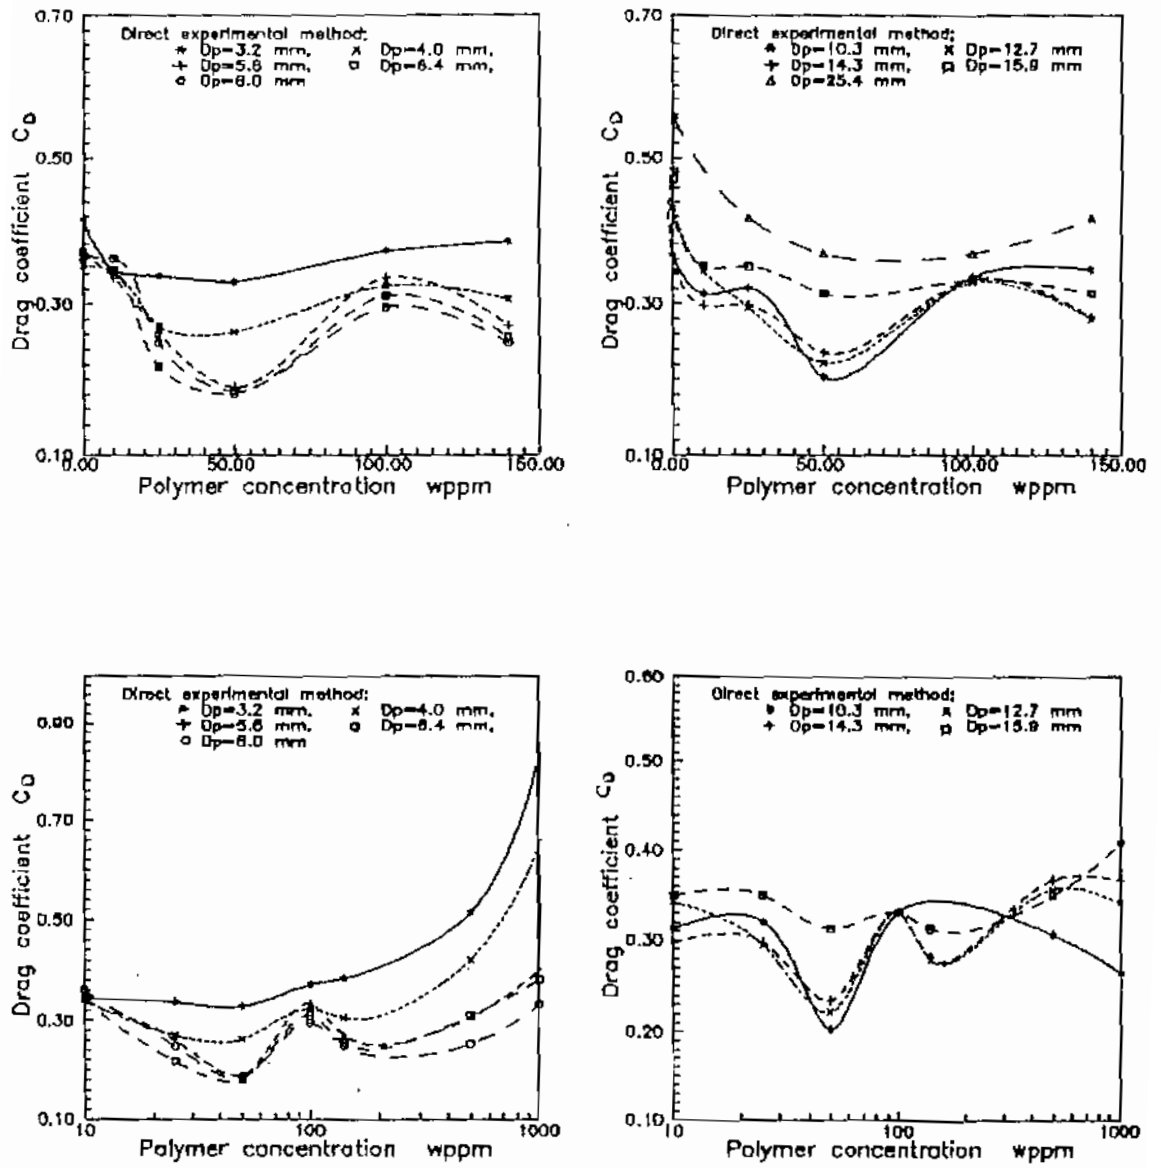 0.70
Direct experimental method:
Dp=3.2 mm, Dp=4.0 mm,
Dp=5.6 mm, Dp=6.4 mm,
Dp=8.0 mm
0.50
0.30
0.10
Drag coefficient CD
0.00 50.00 100.00 150.00
Polymer concentration wppm
0.70
Direct experimental method:
Dp=10.3 mm, Dp=12.7 mm
Dp=14.3 mm, Dp=15.9 mm
Dp=25.4 mm
0.50
0.30
0.10
Drag coefficient CD
0.00 50.00 100.00 150.00
Polymer concentration wppm
Direct experimental method:
Dp=3.2 mm, Dp=4.0 mm,
Dp=5.6 mm, Dp=6.4 mm,
Dp=8.0 mm
0.90
0.70
0.50
0.30
0.10
Drag coefficient CD
10 100 1000
Polymer concentration wppm
0.60
Direct experimental method:
Dp=10.3 mm, Dp=12.7 mm
Dp=14.3 mm, Dp=15.9 mm
0.50
0.40
0.30
0.20
0.10
Drag coefficient CD
10 100 1000
Polymer concentration wppm